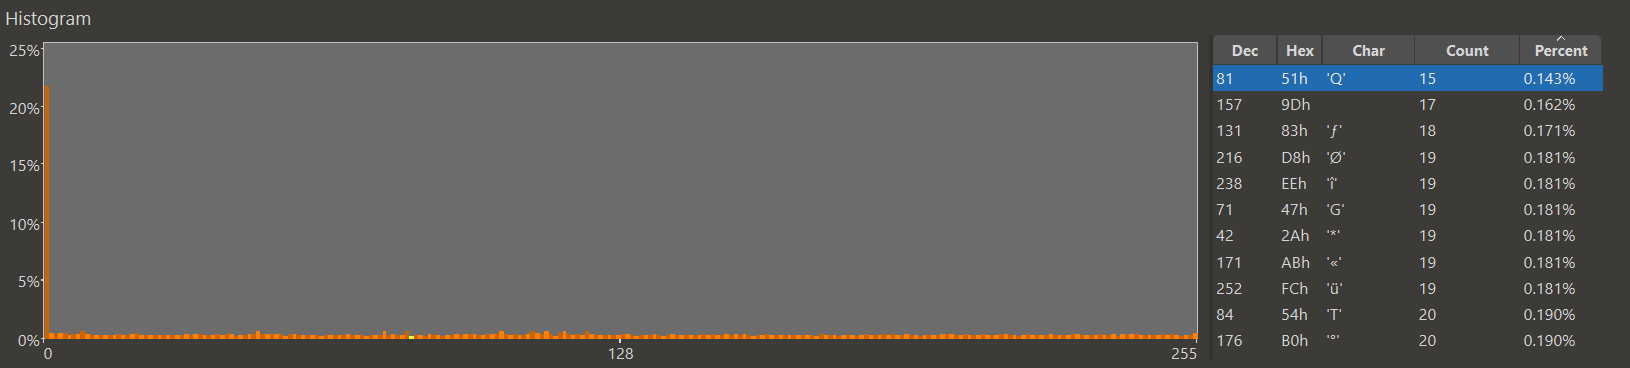 Histogram
25%
20%
15%
10%
5%
0%
0 128 255
Dec Hex Char Count Percent
81 51h 'Q' 15 0.143%
157 9Dh 17 0.162%
131 83h 'ƒ' 18 0.171%
216 D8h 'Ø' 19 0.181%
238 EEh 'î' 19 0.181%
71 47h 'G' 19 0.181%
42 2Ah '*' 19 0.181%
171 ABh '«' 19 0.181%
252 FCh 'ü' 19 0.181%
84 54h 'T' 20 0.190%
176 B0h '°' 20 0.190%